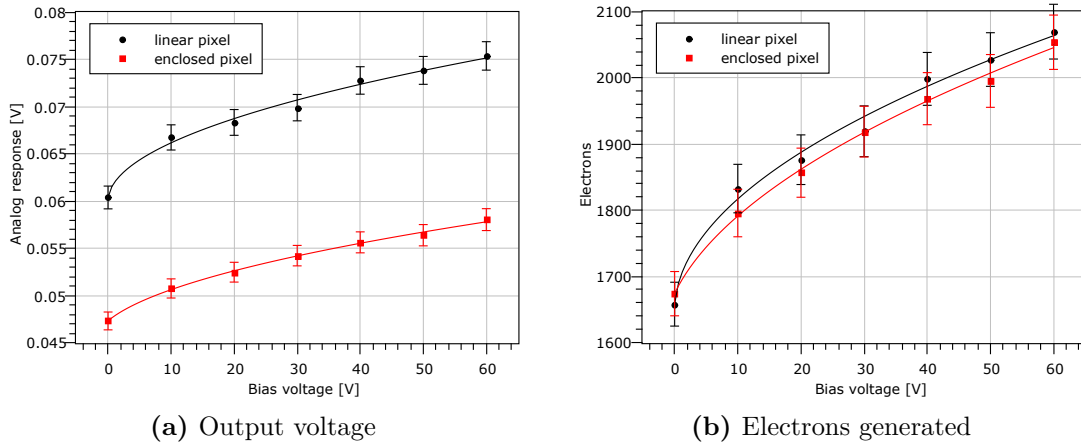 0.08
0.075
0.07
0.065
0.06
0.055
0.05
0.045
Analog response [V]
linear pixel
enclosed pixel
0 10 20 30 40 50 60
Bias voltage [V]
(a) Output voltage
2100
2000
1900
1800
1700
1600
Electrons
linear pixel
enclosed pixel
0 10 20 30 40 50 60
Bias voltage [V]
(b) Electrons generated